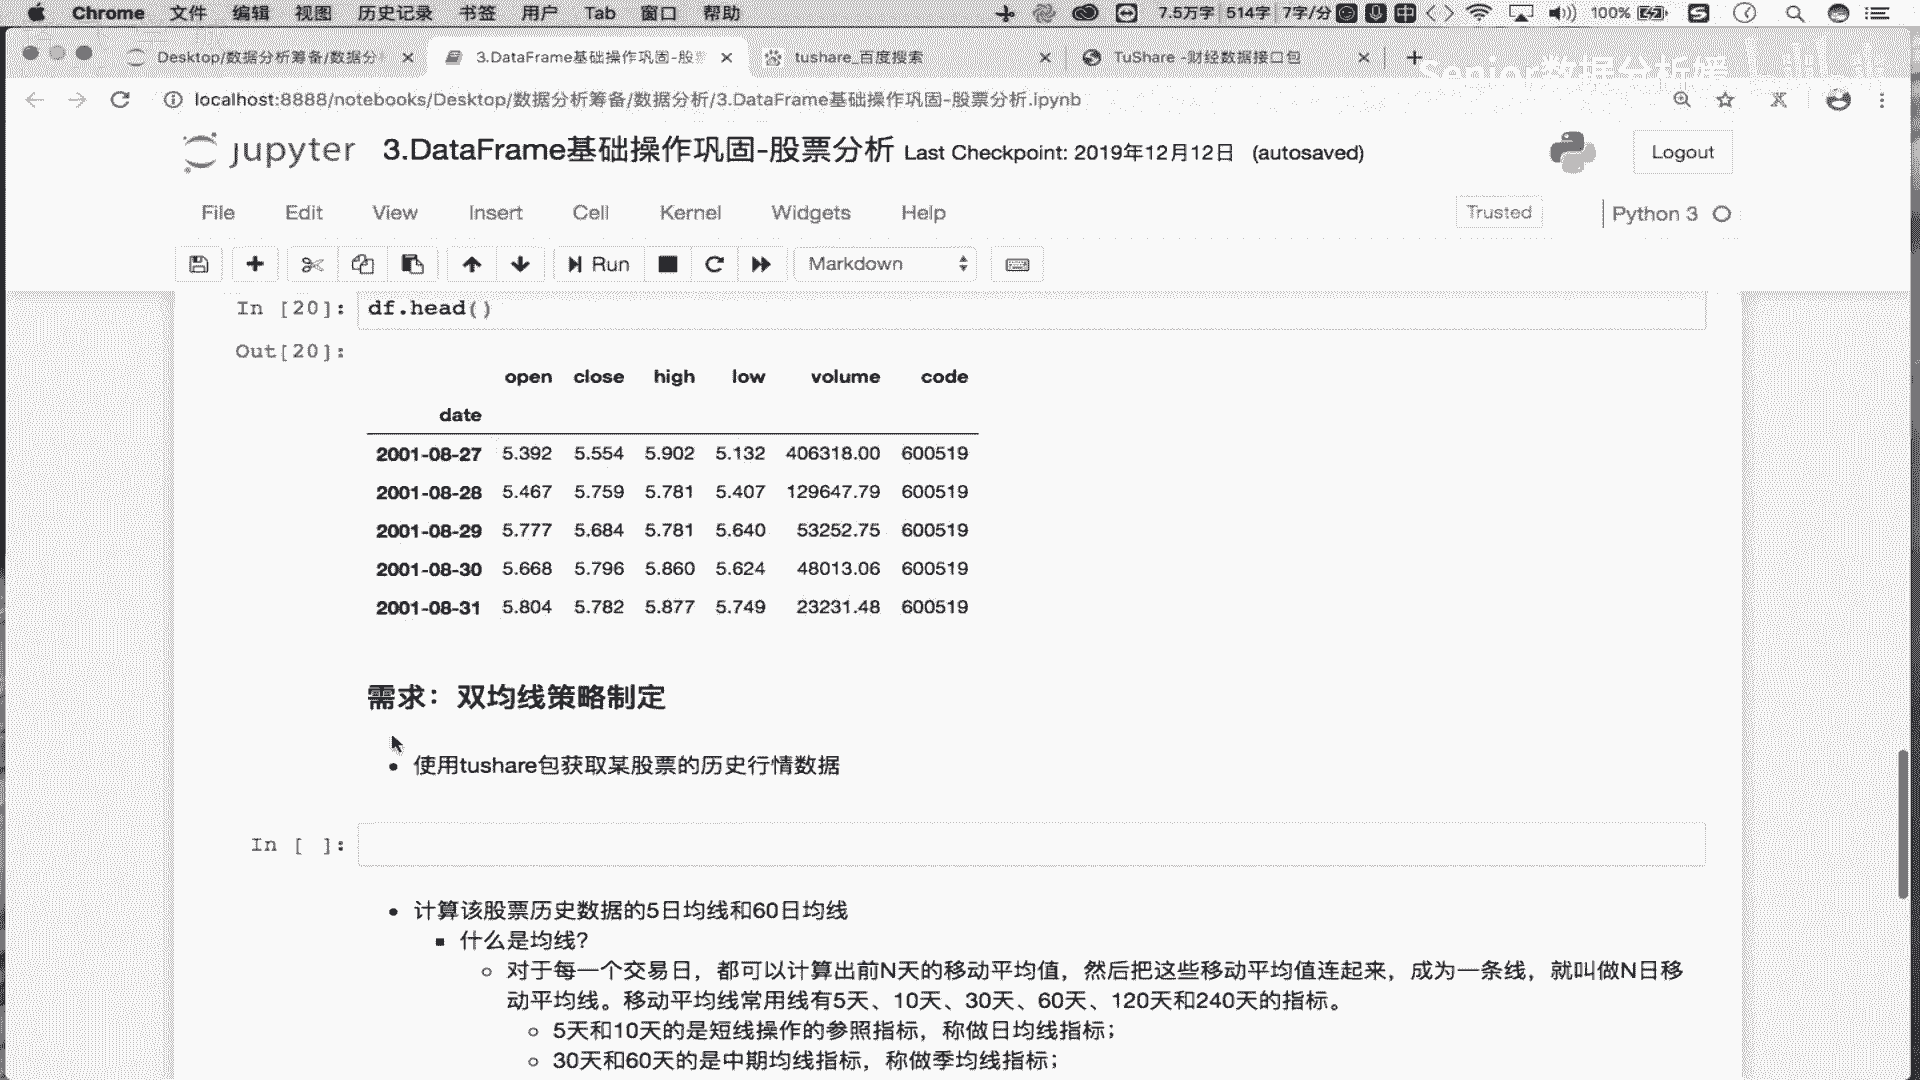 Chrome 文件 编辑 视图 历史记录 书签 用户 Tab 窗口 帮助 7.5万字 514字 7字/分 中 100%
Desktop/数据分析筹备/数据分 3.DataFrame基础操作巩固-股 tushare_百度搜索 TuShare -财经数据接口包
Senior数据分析媛
localhost:8888/notebooks/Desktop/数据分析筹备/数据分析/3.DataFrame基础操作巩固-股票分析.ipynb
jupyter 3.DataFrame基础操作巩固-股票分析 Last Checkpoint: 2019年12月12日 (autosaved) Logout
File Edit View Insert Cell Kernel Widgets Help Trusted Python 3
Run Markdown
In [20]: df.head()
Out[20]:
open close high low volume code
date
2001-08-27 5.392 5.554 5.902 5.132 406318.00 600519
2001-08-28 5.467 5.759 5.781 5.407 129647.79 600519
2001-08-29 5.777 5.684 5.781 5.640 53252.75 600519
2001-08-30 5.668 5.796 5.860 5.624 48013.06 600519
2001-08-31 5.804 5.782 5.877 5.749 23231.48 600519
需求：双均线策略制定
使用tushare包获取某股票的历史行情数据
In [ ]:
计算该股票历史数据的5日均线和60日均线
什么是均线?
对于每一个交易日，都可以计算出前N天的移动平均值，然后把这些移动平均值连起来，成为一条线，就叫做N日移
动平均线。移动平均线常用线有5天、10天、30天、60天、120天和240天的指标。
5天和10天的是短线操作的参照指标，称做日均线指标；
30天和60天的是中期均线指标，称做季均线指标；